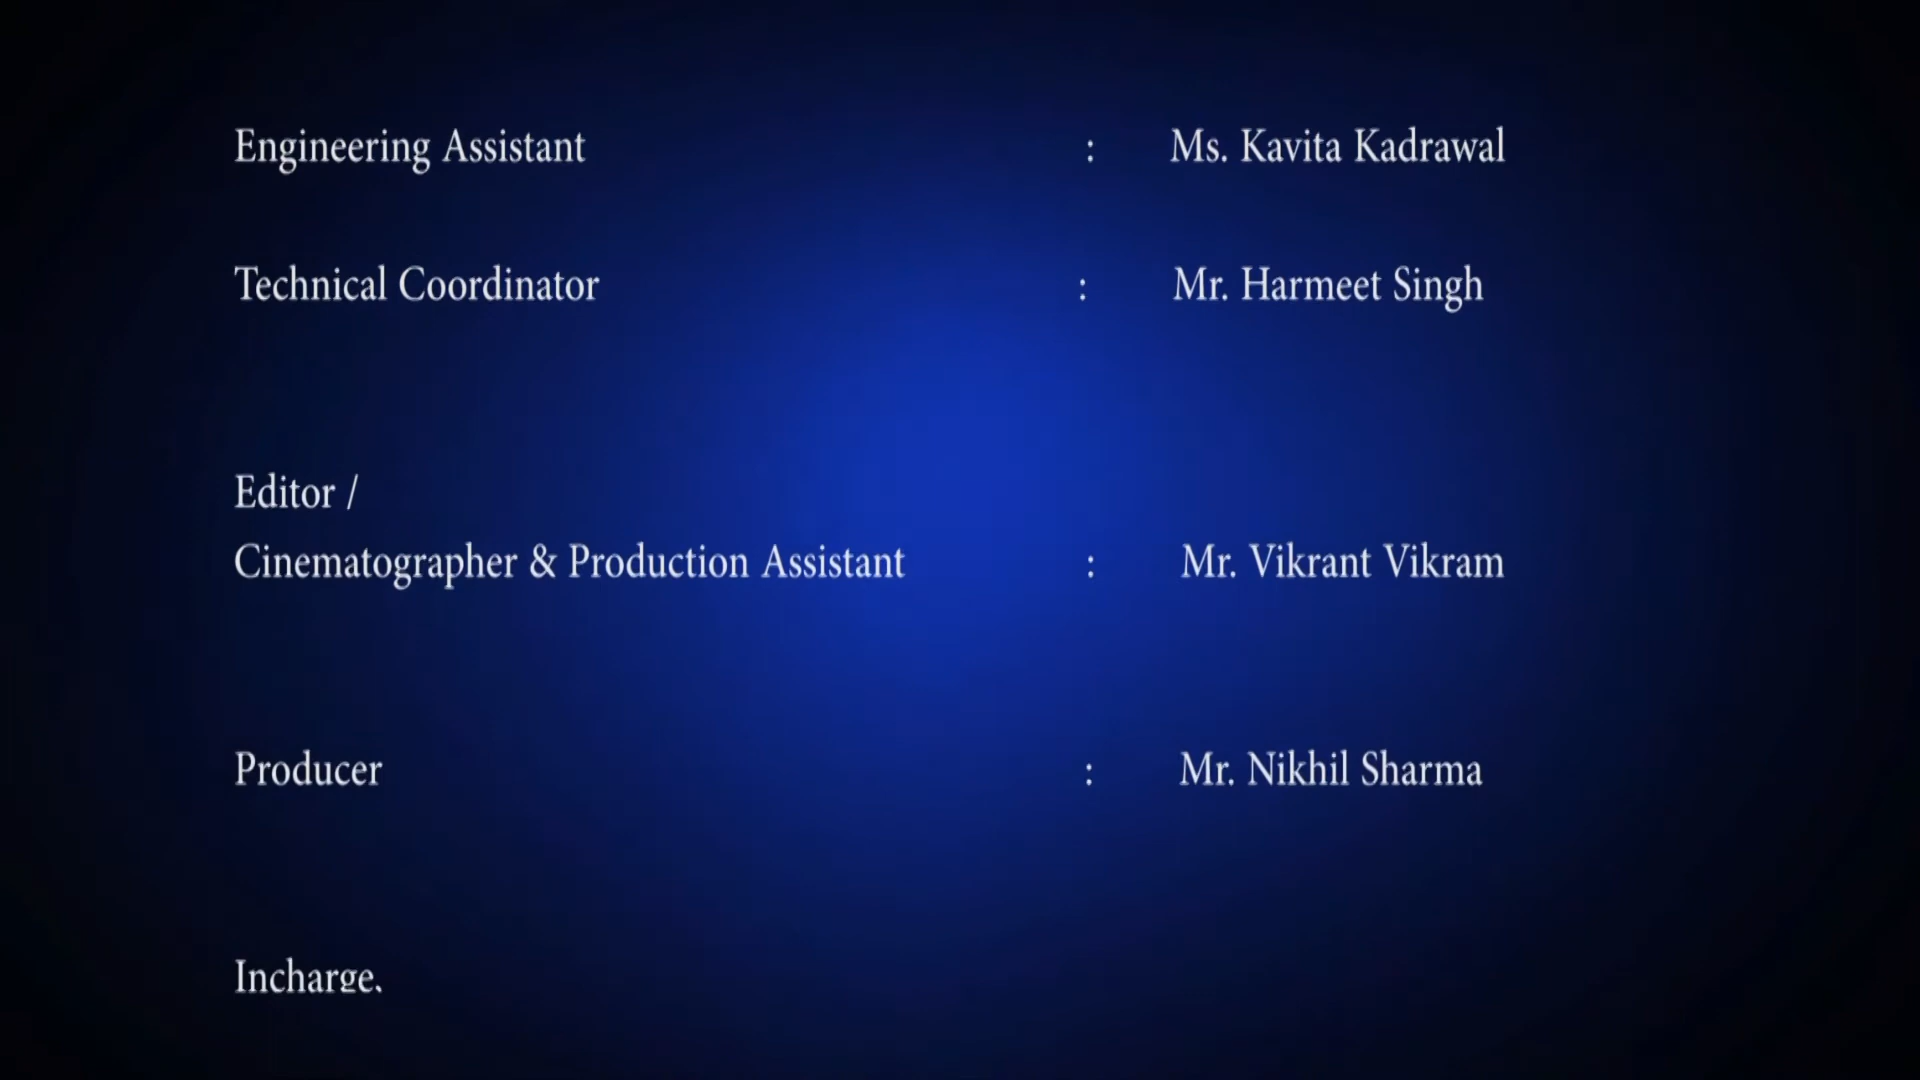 Engineering Assistant : Ms. Kavita Kadrawal
Technical Coordinator : Mr. Harmeet Singh
Editor /
Cinematographer & Production Assistant : Mr. Vikrant Vikram
Producer : Mr. Nikhil Sharma
Incharge,